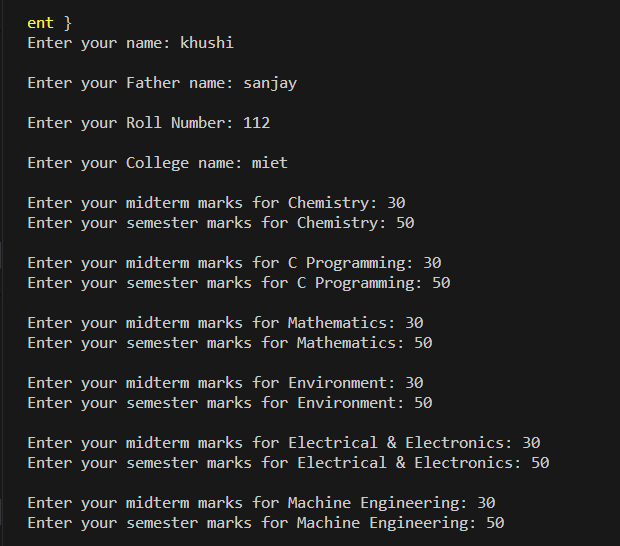 ent }
Enter your name: khushi
Enter your Father name: sanjay
Enter your Roll Number: 112
Enter your College name: miet
Enter your midterm marks for Chemistry: 30
Enter your semester marks for Chemistry: 50
Enter your midterm marks for C Programming: 30
Enter your semester marks for C Programming: 50
Enter your midterm marks for Mathematics: 30
Enter your semester marks for Mathematics: 50
Enter your midterm marks for Environment: 30
Enter your semester marks for Environment: 50
Enter your midterm marks for Electrical & Electronics: 30
Enter your semester marks for Electrical & Electronics: 50
Enter your midterm marks for Machine Engineering: 30
Enter your semester marks for Machine Engineering: 50